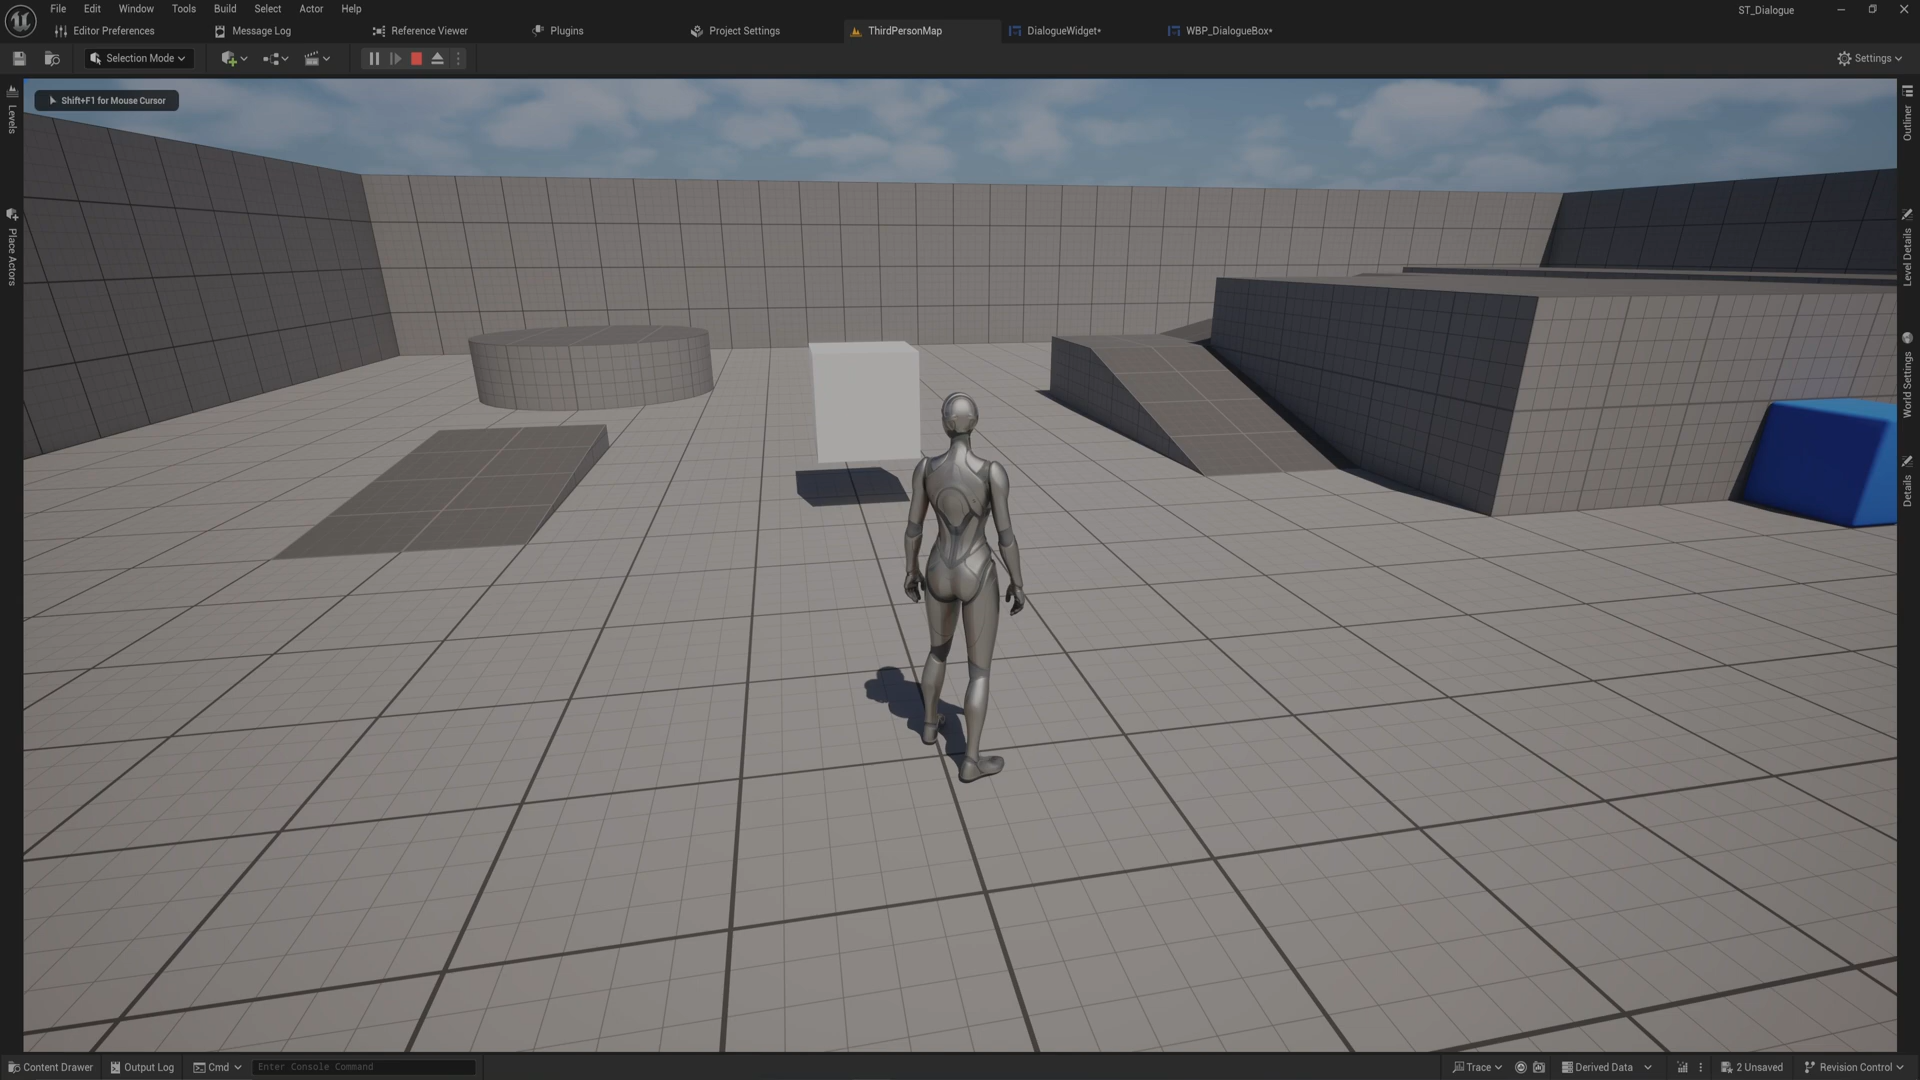 File Edit Window Tools Build Select Actor Help
ST_Dialogue
Editor Preferences
Message Log
Reference Viewer
Plugins
Project Settings
ThirdPersonMap
DialogueWidget*
WBP_DialogueBox*
Selection Mode
Settings
Shift+F1 for Mouse Cursor
Levels
Place Actors
Outliner
Level Details
World Settings
Details
Content Drawer
Output Log
Cmd
Enter Console Command
Trace
Derived Data
2 Unsaved
Revision Control